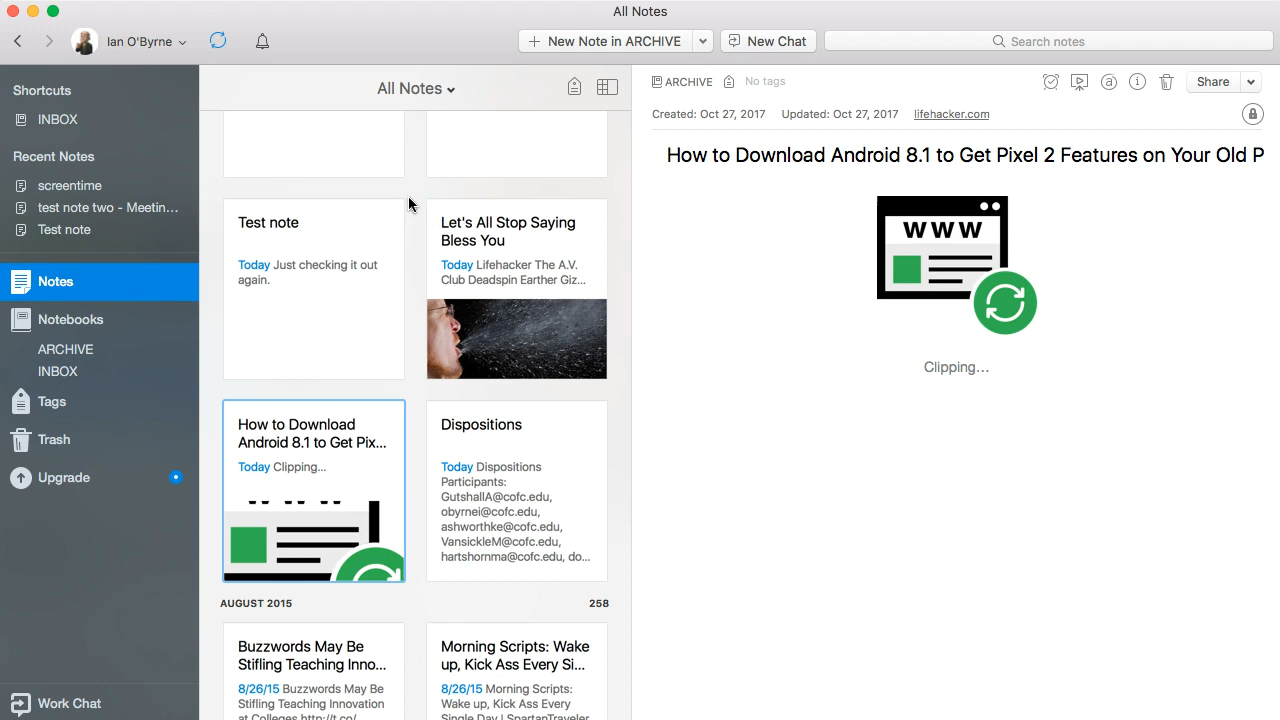 All Notes
Ian O'Byrne
New Note in ARCHIVE
New Chat
Search notes
Shortcuts
INBOX
Recent Notes
screentime
test note two - Meetin...
Test note
Notes
Notebooks
ARCHIVE
INBOX
Tags
Trash
Upgrade
Work Chat
All Notes
Test note
Today Just checking it out
again.
Let's All Stop Saying
Bless You
Today Lifehacker The A.V.
Club Deadspin Earther Giz...
How to Download
Android 8.1 to Get Pix...
Today Clipping...
Dispositions
Today Dispositions
Participants:
GutshallA@cofc.edu,
obyrnei@cofc.edu,
ashworthke@cofc.edu,
VansickleM@cofc.edu,
hartshornma@cofc.edu, do...
AUGUST 2015
258
Buzzwords May Be
Stifling Teaching Inno...
8/26/15 Buzzwords May Be
Stifling Teaching Innovation
at Colleges http://t.co/
Morning Scripts: Wake
up, Kick Ass Every Si...
8/26/15 Morning Scripts:
Wake up, Kick Ass Every
Single Day | SpartanTraveler
ARCHIVE
No tags
Share
Created: Oct 27, 2017
Updated: Oct 27, 2017
lifehacker.com
How to Download Android 8.1 to Get Pixel 2 Features on Your Old P
WWW
Clipping...